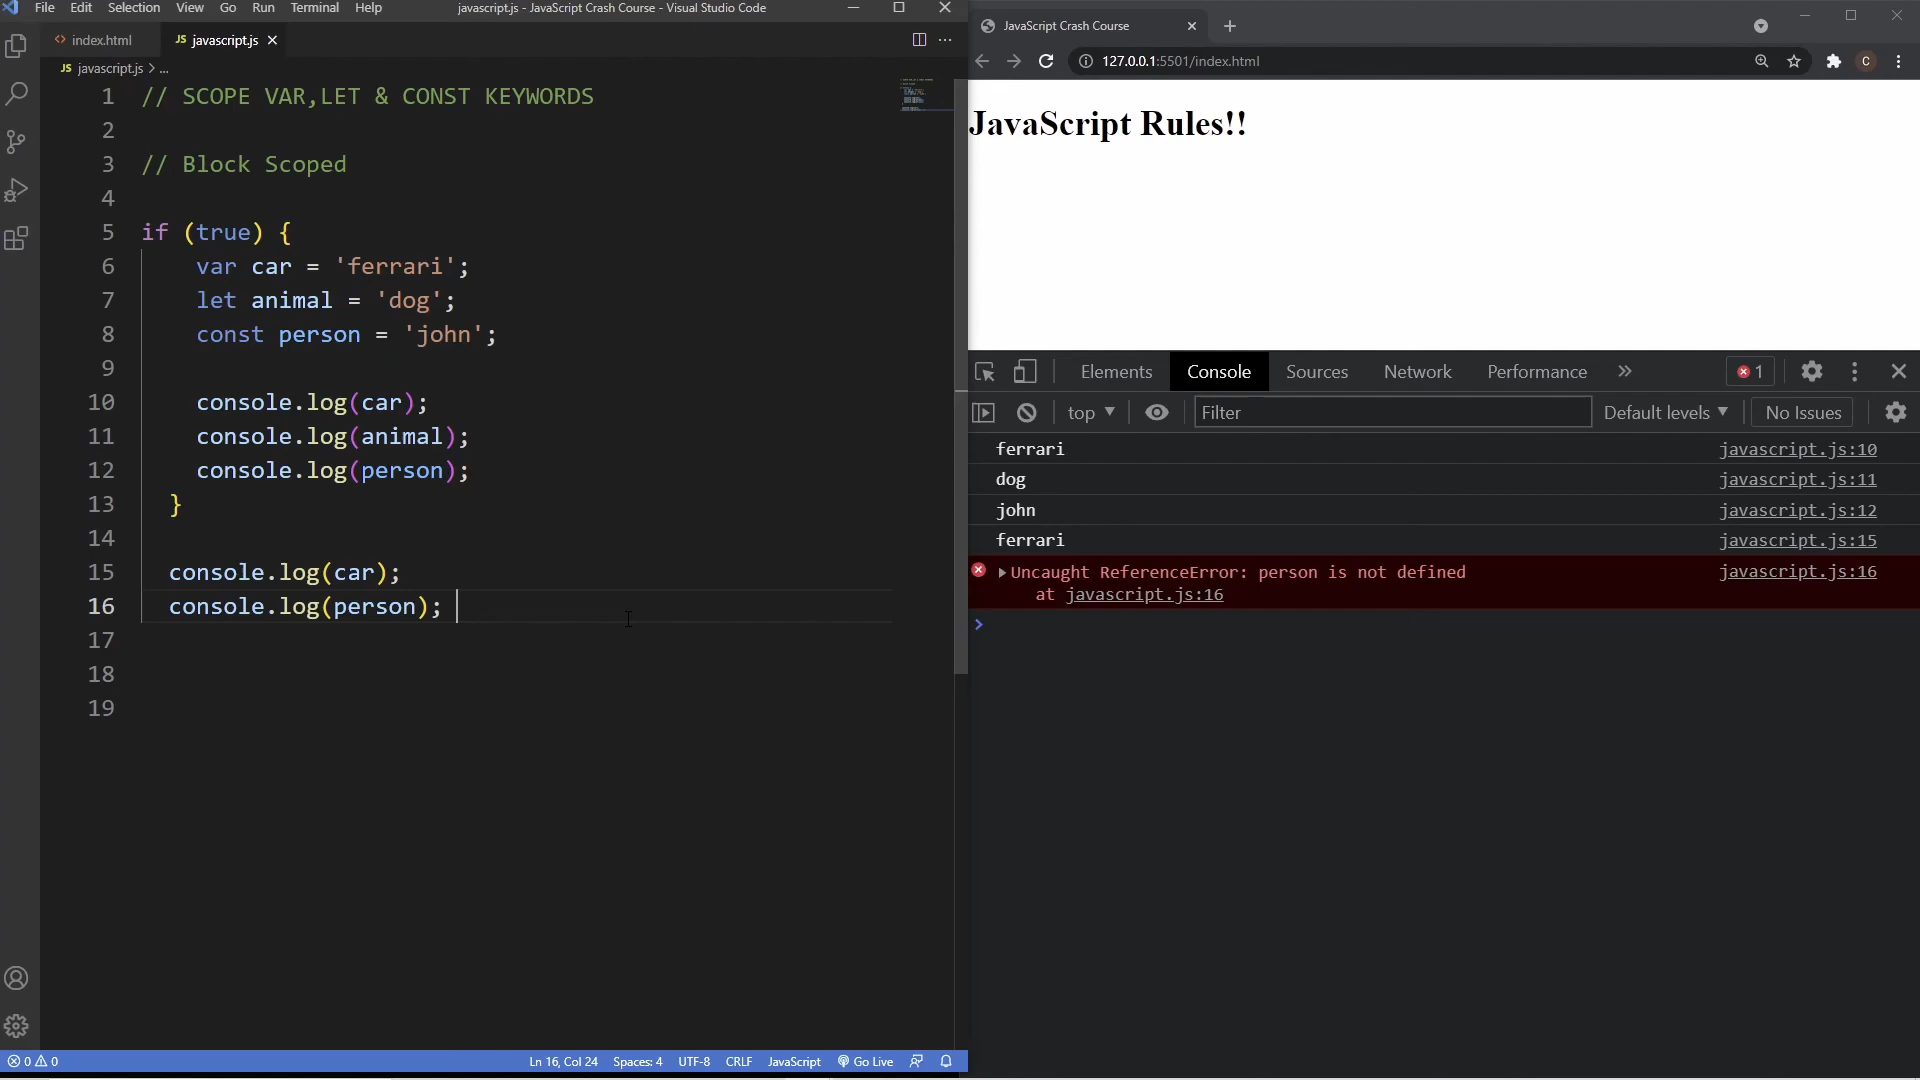 File Edit Selection View Go Run Terminal Help javascript.js - JavaScript Crash Course - Visual Studio Code
index.html JS javascript.js
JS javascript.js > ...
1 // SCOPE VAR,LET & CONST KEYWORDS
2
3 // Block Scoped
4
5 if (true) {
6 var car = 'ferrari';
7 let animal = 'dog';
8 const person = 'john';
9
10 console.log(car);
11 console.log(animal);
12 console.log(person);
13 }
14
15 console.log(car);
16 console.log(person);
17
18
19
0 0 Ln 16, Col 24 Spaces: 4 UTF-8 CRLF JavaScript Go Live
JavaScript Crash Course
127.0.0.1:5501/index.html C
JavaScript Rules!!
Elements Console Sources Network Performance » 1
top Filter Default levels No Issues
ferrari javascript.js:10
dog javascript.js:11
john javascript.js:12
ferrari javascript.js:15
Uncaught ReferenceError: person is not defined javascript.js:16
at javascript.js:16